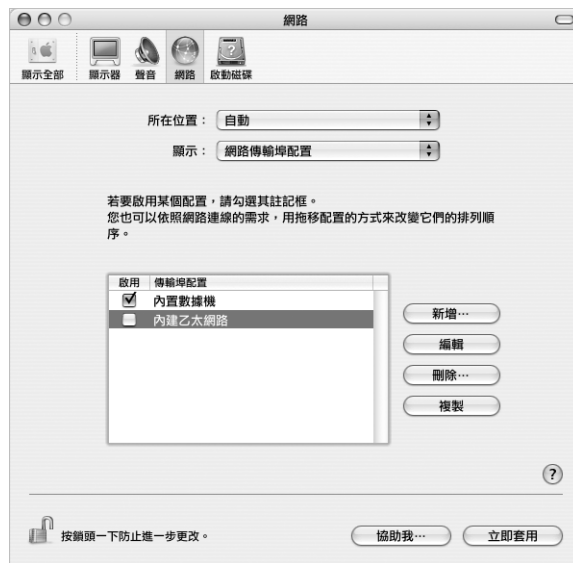 網路
顯示全部 顯示器 聲音 網路 啟動磁碟
所在位置： 自動
顯示： 網路傳輸埠配置
若要啟用某個配置，請勾選其註記框。
您也可以依照網路連線的需求，用拖移配置的方式來改變它們的排列順
序。
啟用 傳輸埠配置
內置數據機
內建乙太網路
新增…
編輯
刪除…
複製
?
按鎖頭一下防止進一步更改。
協助我…
立即套用